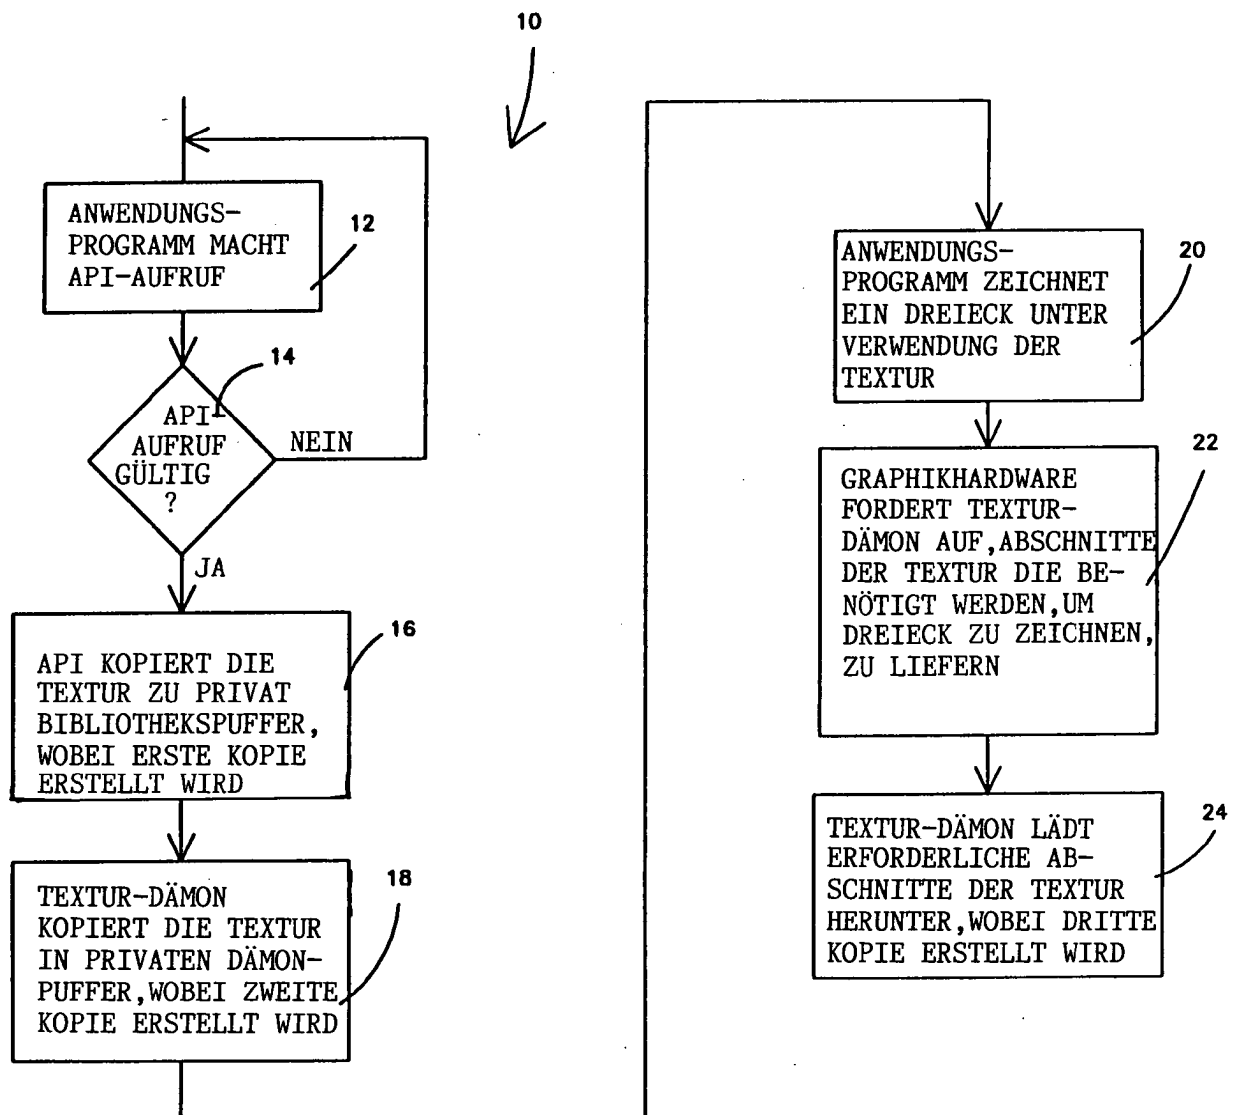 10
ANWENDUNGS-
PROGRAMM MACHT
API-AUFRUF
12
14
API-
AUFRUF
GÜLTIG
?
NEIN
JA
16
API KOPIERT DIE
TEXTUR ZU PRIVAT
BIBLIOTHEKSPUFFER,
WOBEI ERSTE KOPIE
ERSTELLT WIRD
18
TEXTUR-DÄMON
KOPIERT DIE TEXTUR
IN PRIVATEN DÄMON-
PUFFER,WOBEI ZWEITE
KOPIE ERSTELLT WIRD
20
ANWENDUNGS-
PROGRAMM ZEICHNET
EIN DREIECK UNTER
VERWENDUNG DER
TEXTUR
22
GRAPHIKHARDWARE
FORDERT TEXTUR-
DÄMON AUF,ABSCHNITTE
DER TEXTUR DIE BE-
NÖTIGT WERDEN,UM
DREIECK ZU ZEICHNEN,
ZU LIEFERN
24
TEXTUR-DÄMON LÄDT
ERFORDERLICHE AB-
SCHNITTE DER TEXTUR
HERUNTER,WOBEI DRITTE
KOPIE ERSTELLT WIRD